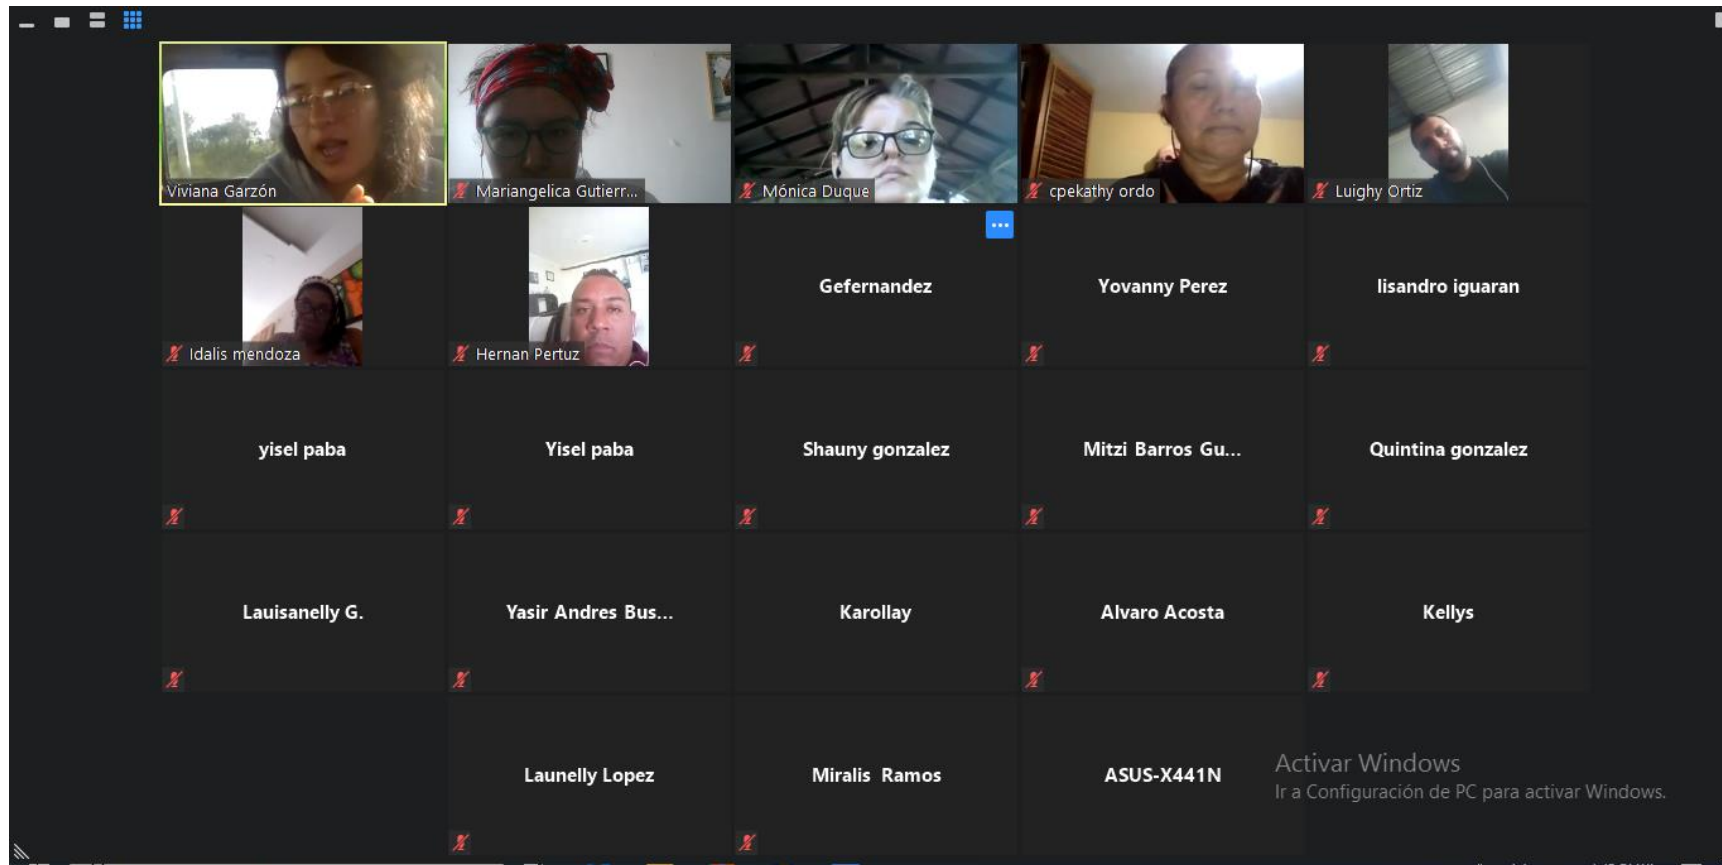 Viviana Garzón
Mariangelica Gutierr...
Mónica Duque
cpekathy ordo
Luighy Ortiz
Idalis mendoza
Hernan Pertuz
Gefernandez
Yovanny Perez
lisandro iguaran
yisel paba
Yisel paba
Shauny gonzalez
Mitzi Barros Gu...
Quintina gonzalez
Lauisanelly G.
Yasir Andres Bus...
Karollay
Alvaro Acosta
Kellys
Launelly Lopez
Miralis Ramos
ASUS-X441N
Activar Windows
Ir a Configuración de PC para activar Windows.